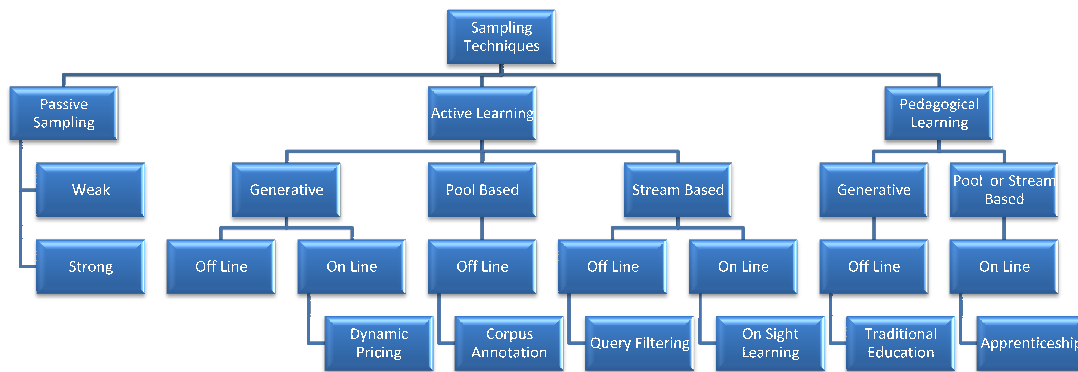 Sampling
Techniques
Passive
Sampling
Active Learning
Pedagogical
Learning
Weak
Generative
Pool Based
Stream Based
Generative
Pool or Stream
Based
Strong
Off Line
On Line
Off Line
Off Line
On Line
Off Line
On Line
Dynamic
Pricing
Corpus
Annotation
Query Filtering
On Sight
Learning
Traditional
Education
Apprenticeship